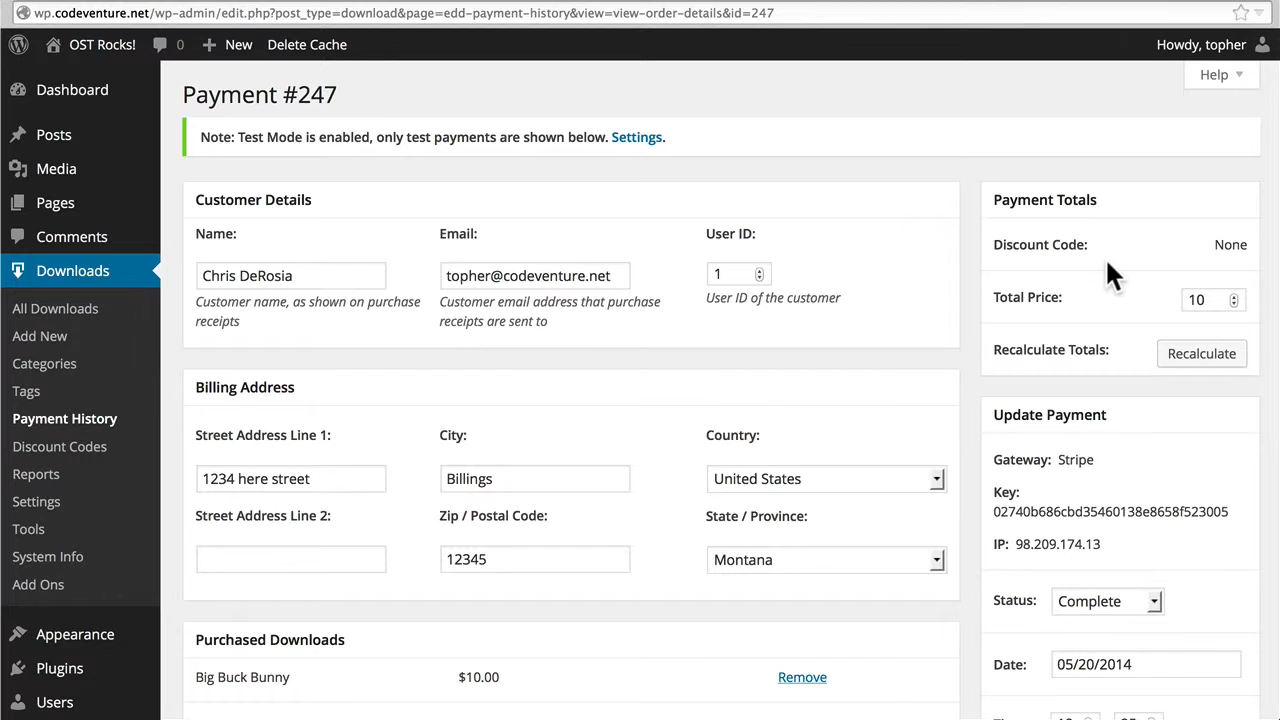 wp.codeventure.net/wp-admin/edit.php?post_type=download&page=edd-payment-history&view=view-order-details&id=247
OST Rocks! 0 New Delete Cache Howdy, topher
Help
Dashboard
Posts
Media
Pages
Comments
Downloads
All Downloads
Add New
Categories
Tags
Payment History
Discount Codes
Reports
Settings
Tools
System Info
Add Ons
Appearance
Plugins
Users
Payment #247
Note: Test Mode is enabled, only test payments are shown below. Settings.
Customer Details
Name: Email: User ID:
Chris DeRosia topher@codeventure.net 1
Customer name, as shown on purchase
receipts
Customer email address that purchase
receipts are sent to
User ID of the customer
Billing Address
Street Address Line 1: City: Country:
1234 here street Billings United States
Street Address Line 2: Zip / Postal Code: State / Province:
12345 Montana
Purchased Downloads
Big Buck Bunny $10.00 Remove
Payment Totals
Discount Code: None
Total Price: 10
Recalculate Totals: Recalculate
Update Payment
Gateway: Stripe
Key:
02740b686cbd35460138e8658f523005
IP: 98.209.174.13
Status: Complete
Date: 05/20/2014